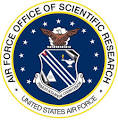 AIR FORCE OFFICE OF SCIENTIFIC RESEARCH
• UNITED STATES AIR FORCE •